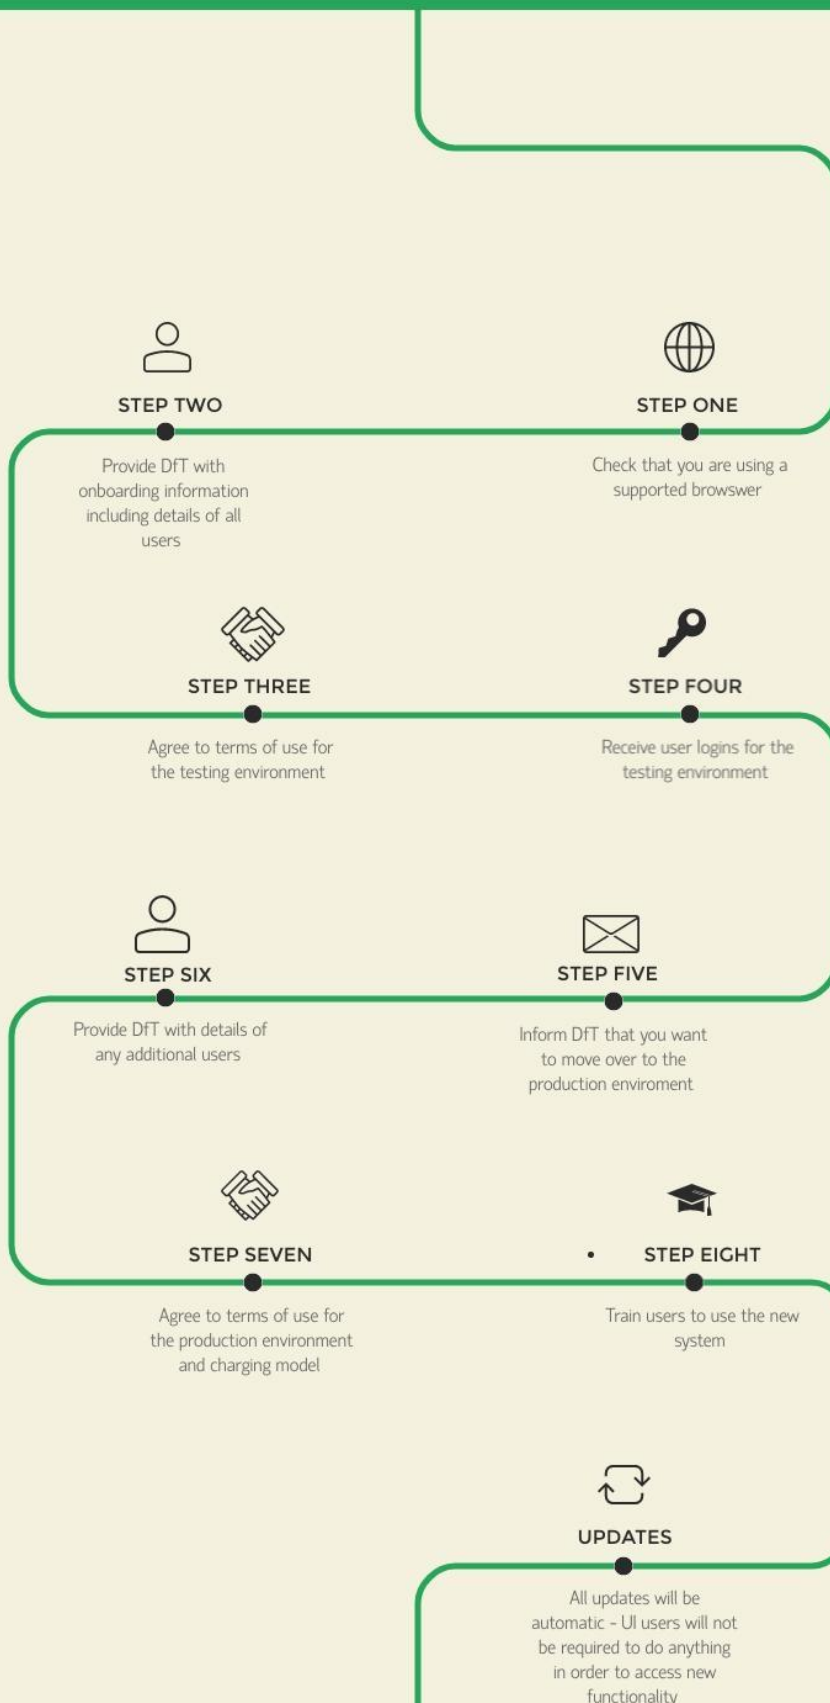 STEP ONE
Check that you are using a
supported browswer
STEP TWO
Provide DfT with
onboarding information
including details of all
users
STEP THREE
Agree to terms of use for
the testing environment
STEP FOUR
Receive user logins for the
testing environment
STEP FIVE
Inform DfT that you want
to move over to the
production enviroment
STEP SIX
Provide DfT with details of
any additional users
STEP SEVEN
Agree to terms of use for
the production environment
and charging model
• STEP EIGHT
Train users to use the new
system
UPDATES
All updates will be
automatic - UI users will not
be required to do anything
in order to access new
functionality